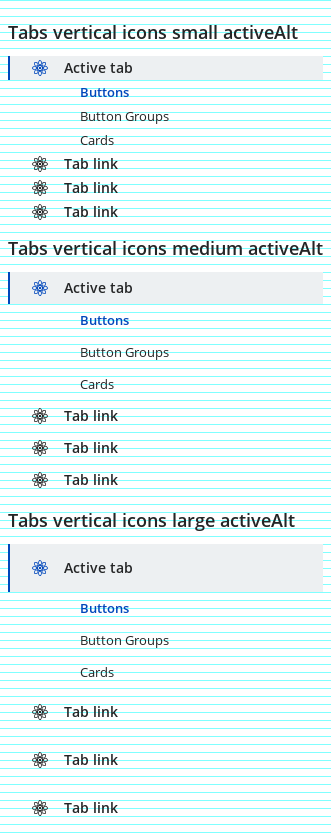 Tabs vertical icons small activeAlt
Active tab
Buttons
Button Groups
Cards
Tab link
Tab link
Tab link
Tabs vertical icons medium activeAlt
Active tab
Buttons
Button Groups
Cards
Tab link
Tab link
Tab link
Tabs vertical icons large activeAlt
Active tab
Buttons
Button Groups
Cards
Tab link
Tab link
Tab link